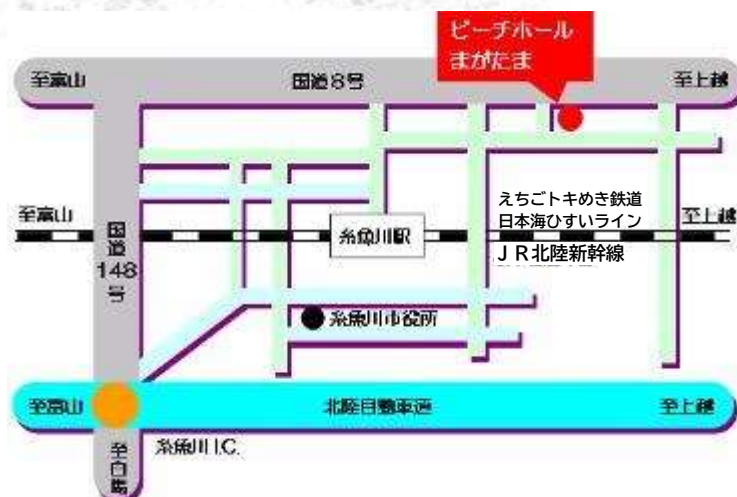 ビーチホール
まがたま
至富山
国道8号
至上越
至富山
国道148号
糸魚川駅
えちごトキめき鉄道
日本海ひすいライン
JR北陸新幹線
至上越
糸魚川市役所
至富山
北陸自動車道
至上越
糸魚川I.C.
至白馬